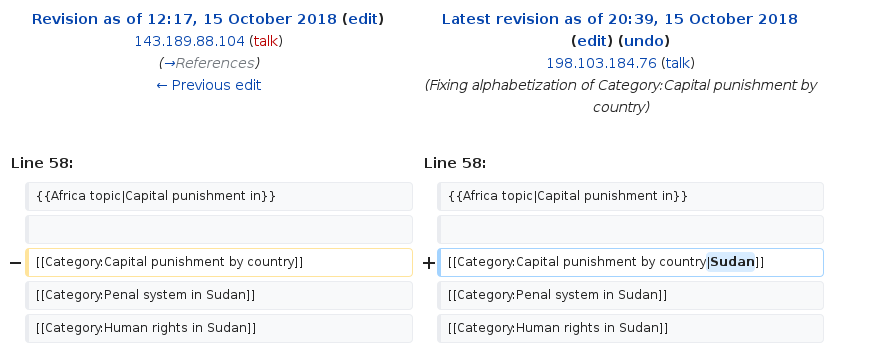 Revision as of 12:17, 15 October 2018 (edit)
143.189.88.104 (talk)
(→References)
← Previous edit
Latest revision as of 20:39, 15 October 2018
(edit) (undo)
198.103.184.76 (talk)
(Fixing alphabetization of Category:Capital punishment by
country)
Line 58:
Line 58:
{{Africa topic|Capital punishment in}}
{{Africa topic|Capital punishment in}}
− [[Category:Capital punishment by country]]
+ [[Category:Capital punishment by country|Sudan]]
[[Category:Penal system in Sudan]]
[[Category:Penal system in Sudan]]
[[Category:Human rights in Sudan]]
[[Category:Human rights in Sudan]]